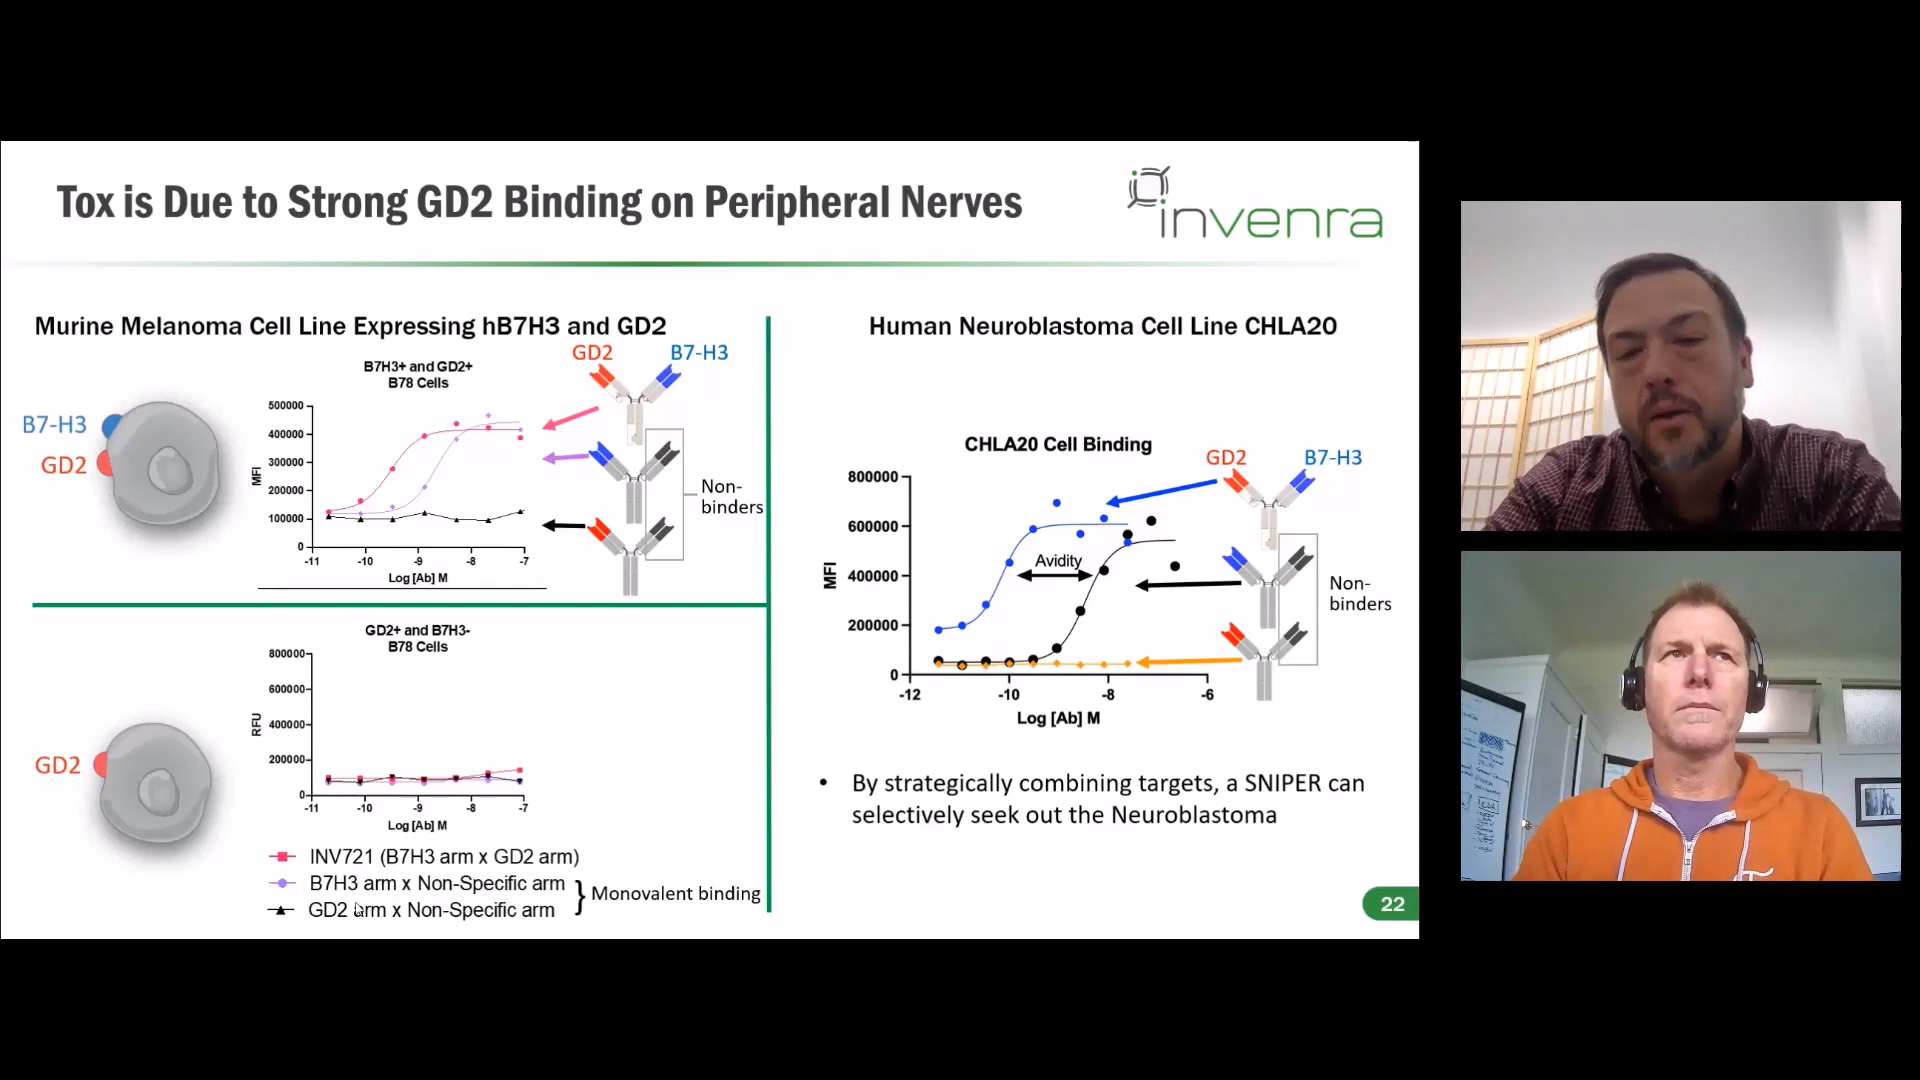 Tox is Due to Strong GD2 Binding on Peripheral Nerves
invenra
Murine Melanoma Cell Line Expressing hB7H3 and GD2
B7-H3
GD2
B7H3+ and GD2+
B78 Cells
500000
400000
300000
200000
100000
0
MFI
-11
-10
-9
-8
-7
Log [Ab] M
GD2
B7-H3
Non-
binders
GD2
GD2+ and B7H3-
B78 Cells
800000
600000
400000
200000
0
RFU
-11
-10
-9
-8
-7
Log [Ab] M
INV721 (B7H3 arm x GD2 arm)
B7H3 arm x Non-Specific arm
GD2 arm x Non-Specific arm
} Monovalent binding
Human Neuroblastoma Cell Line CHLA20
CHLA20 Cell Binding
800000
600000
400000
200000
0
MFI
-12
-10
-8
-6
Log [Ab] M
Avidity
GD2
B7-H3
Non-
binders
• By strategically combining targets, a SNIPER can
selectively seek out the Neuroblastoma
22